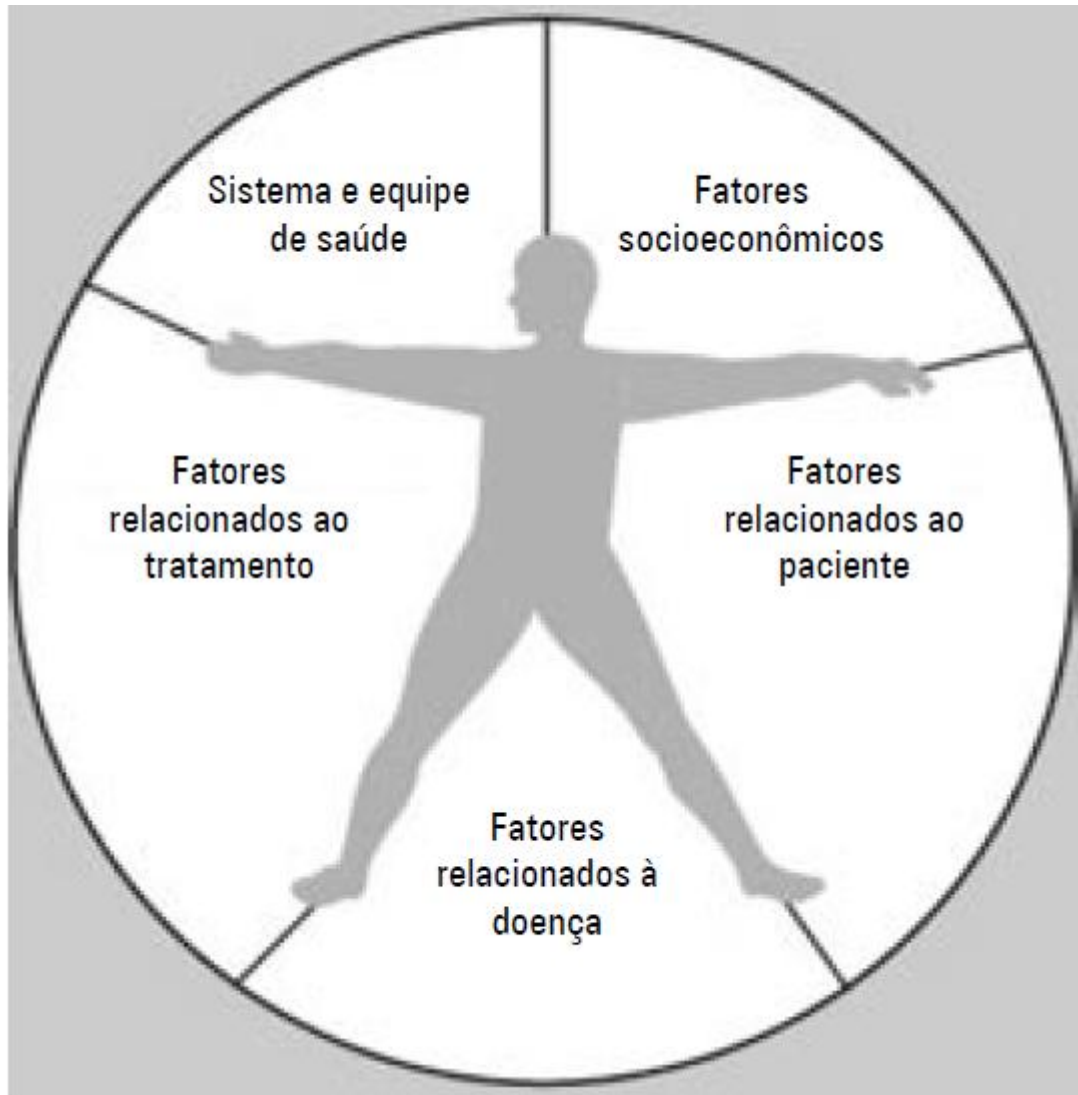 Sistema e equipe
de saúde
Fatores
socioeconômicos
Fatores
relacionados ao
tratamento
Fatores
relacionados ao
paciente
Fatores
relacionados à
doença